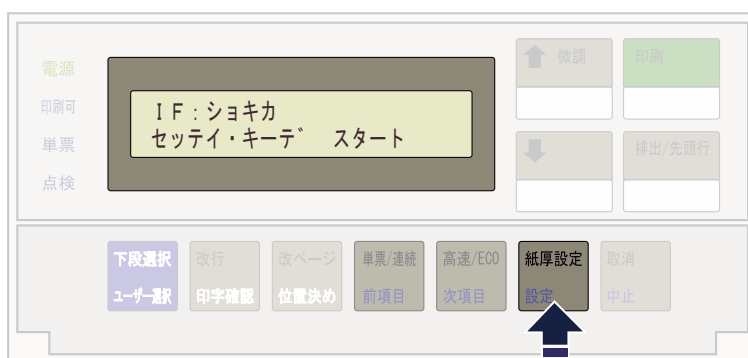 電源
印刷可
単票
点検
IF:ショキカ
セッテイ・キーデ゛ スタート
微調
印刷
排出/先頭行
下段選択
ユーザー選択
改行
印字確認
改ページ
位置決め
単票/連続
前項目
高速/ECO
次項目
紙厚設定
設定
取消
中止